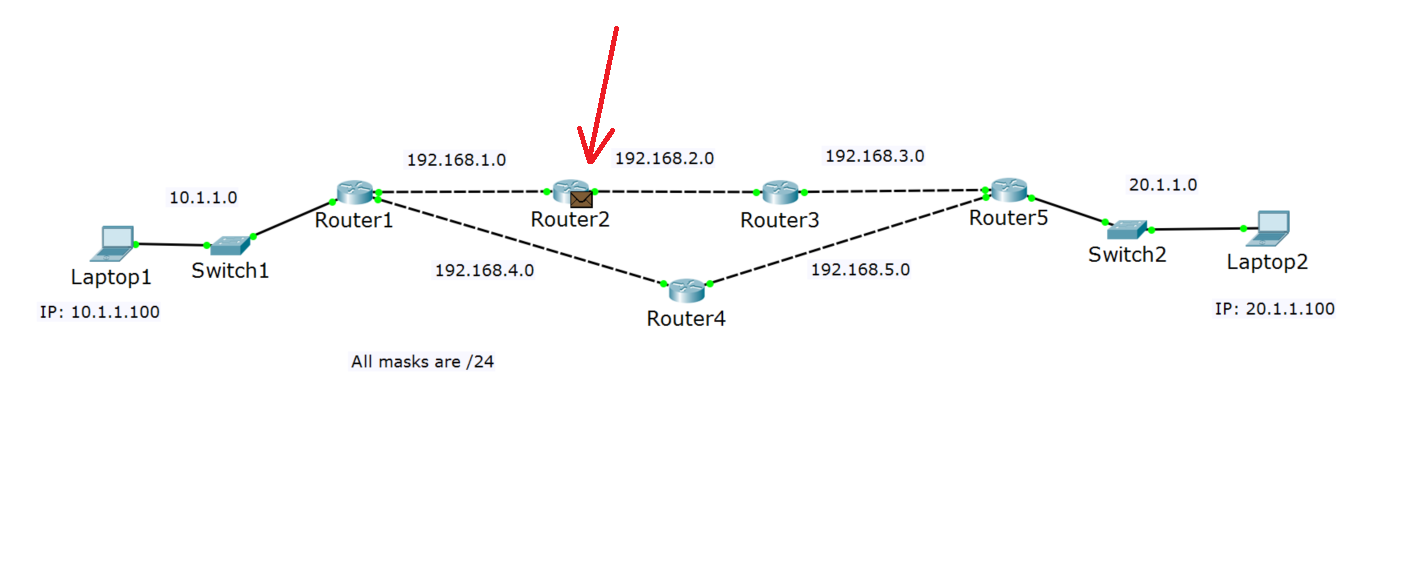 192.168.1.0
192.168.2.0
192.168.3.0
10.1.1.0
20.1.1.0
Router1
Router2
Router3
Router5
Laptop1
Switch1
192.168.4.0
192.168.5.0
Switch2
Laptop2
IP: 10.1.1.100
Router4
IP: 20.1.1.100
All masks are /24